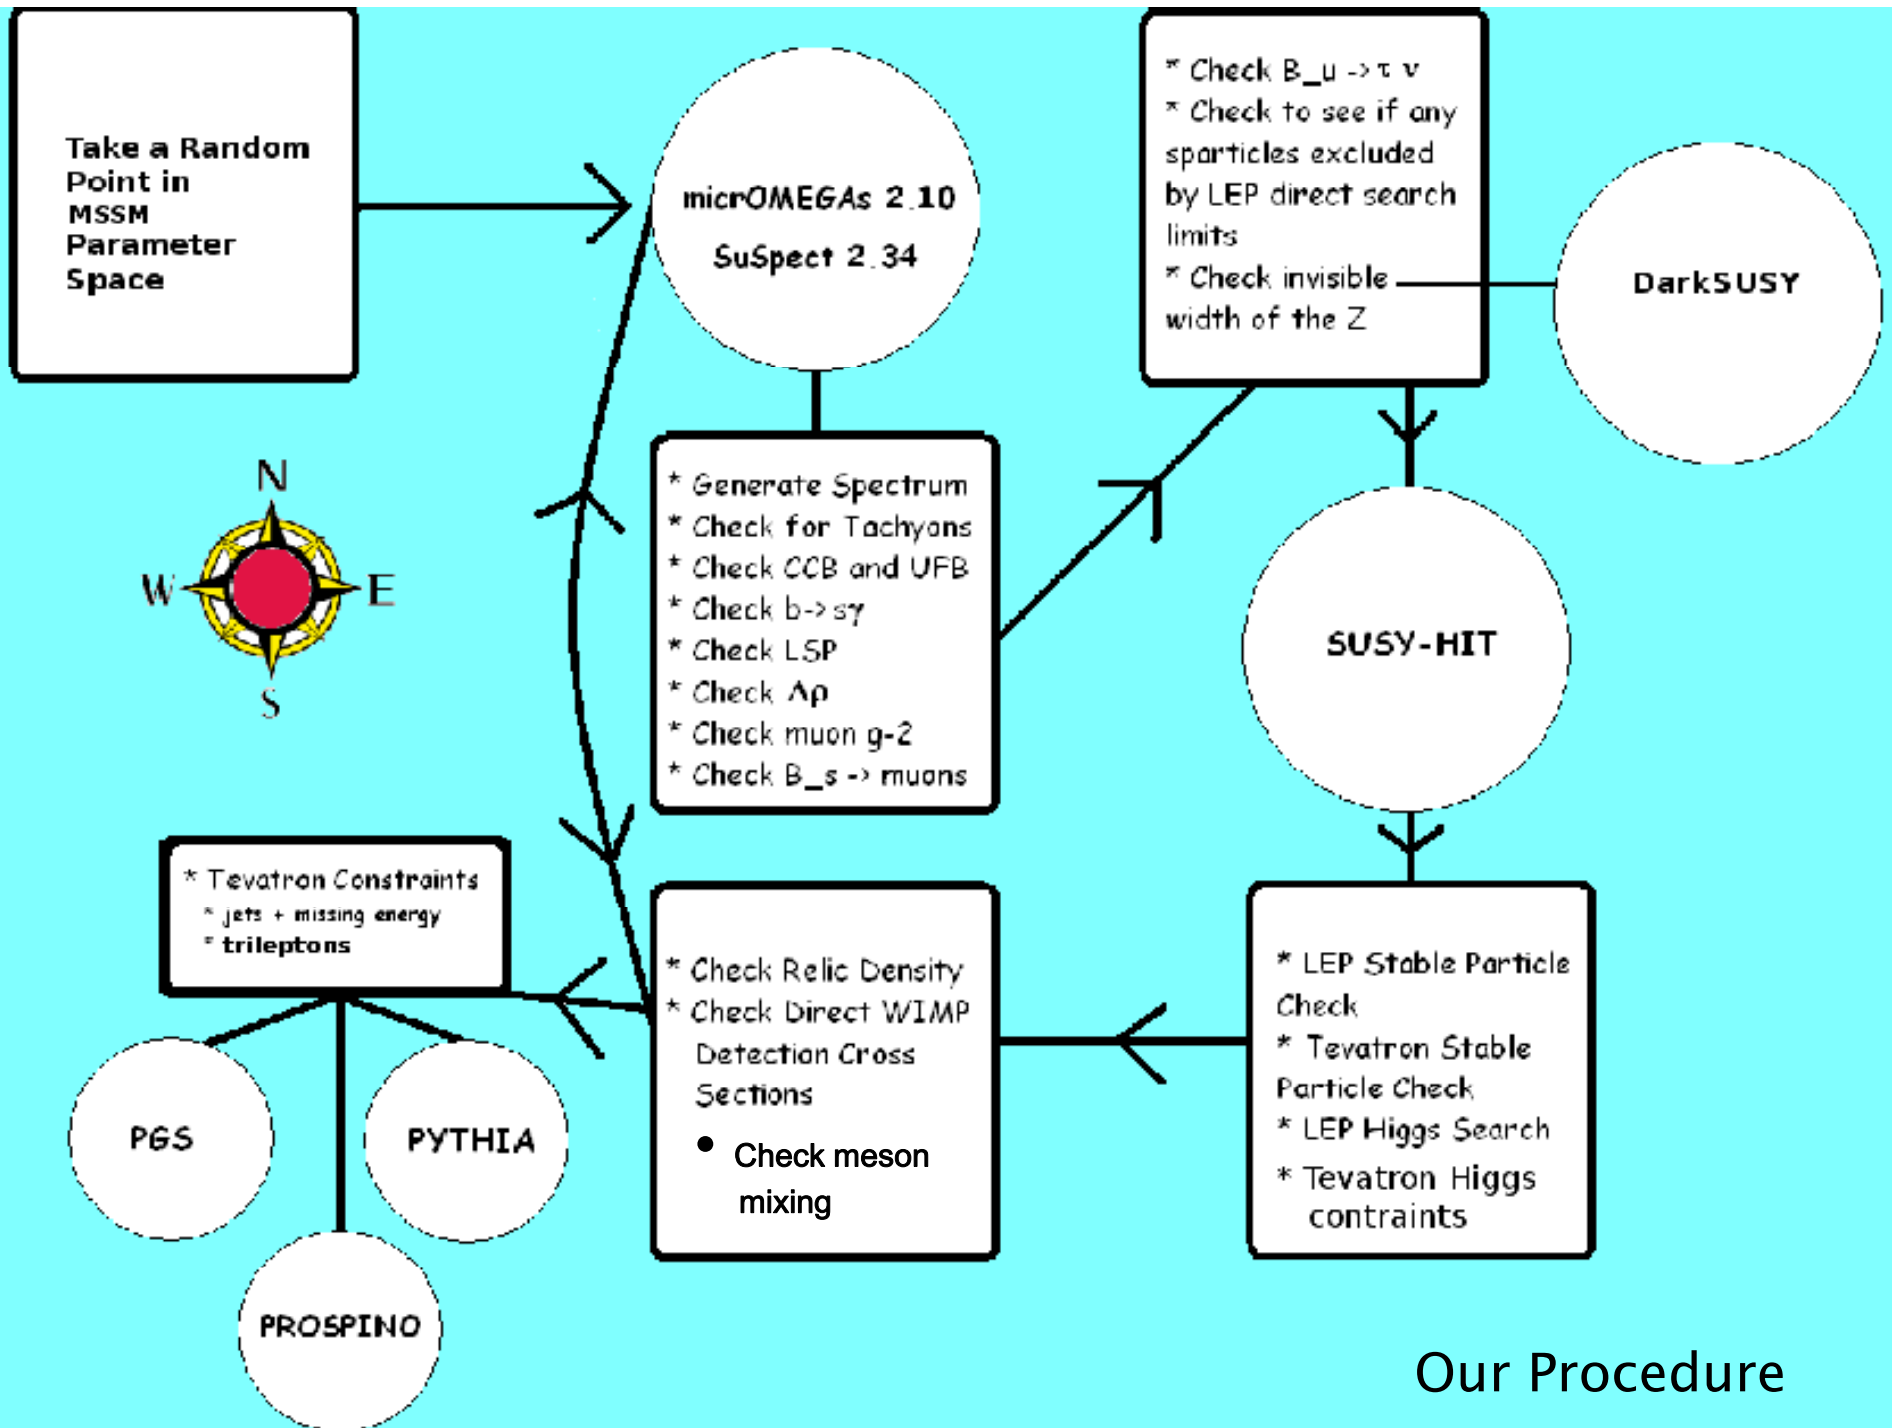 Take a Random
Point in
MSSM
Parameter
Space
micrOMEGAs 2.10
SuSpect 2.34
* Generate Spectrum
* Check for Tachyons
* Check CCB and UFB
* Check b->sγ
* Check LSP
* Check Δρ
* Check muon g-2
* Check B_s -> muons
* Check B_u -> τ ν
* Check to see if any
sparticles excluded
by LEP direct search
limits
* Check invisible
width of the Z
DarkSUSY
SUSY-HIT
* LEP Stable Particle
Check
* Tevatron Stable
Particle Check
* LEP Higgs Search
* Tevatron Higgs
contraints
* Check Relic Density
* Check Direct WIMP
Detection Cross
Sections
• Check meson
mixing
* Tevatron Constraints
* jets + missing energy
* trileptons
PGS
PYTHIA
PROSPINO
N
W
E
S
Our Procedure